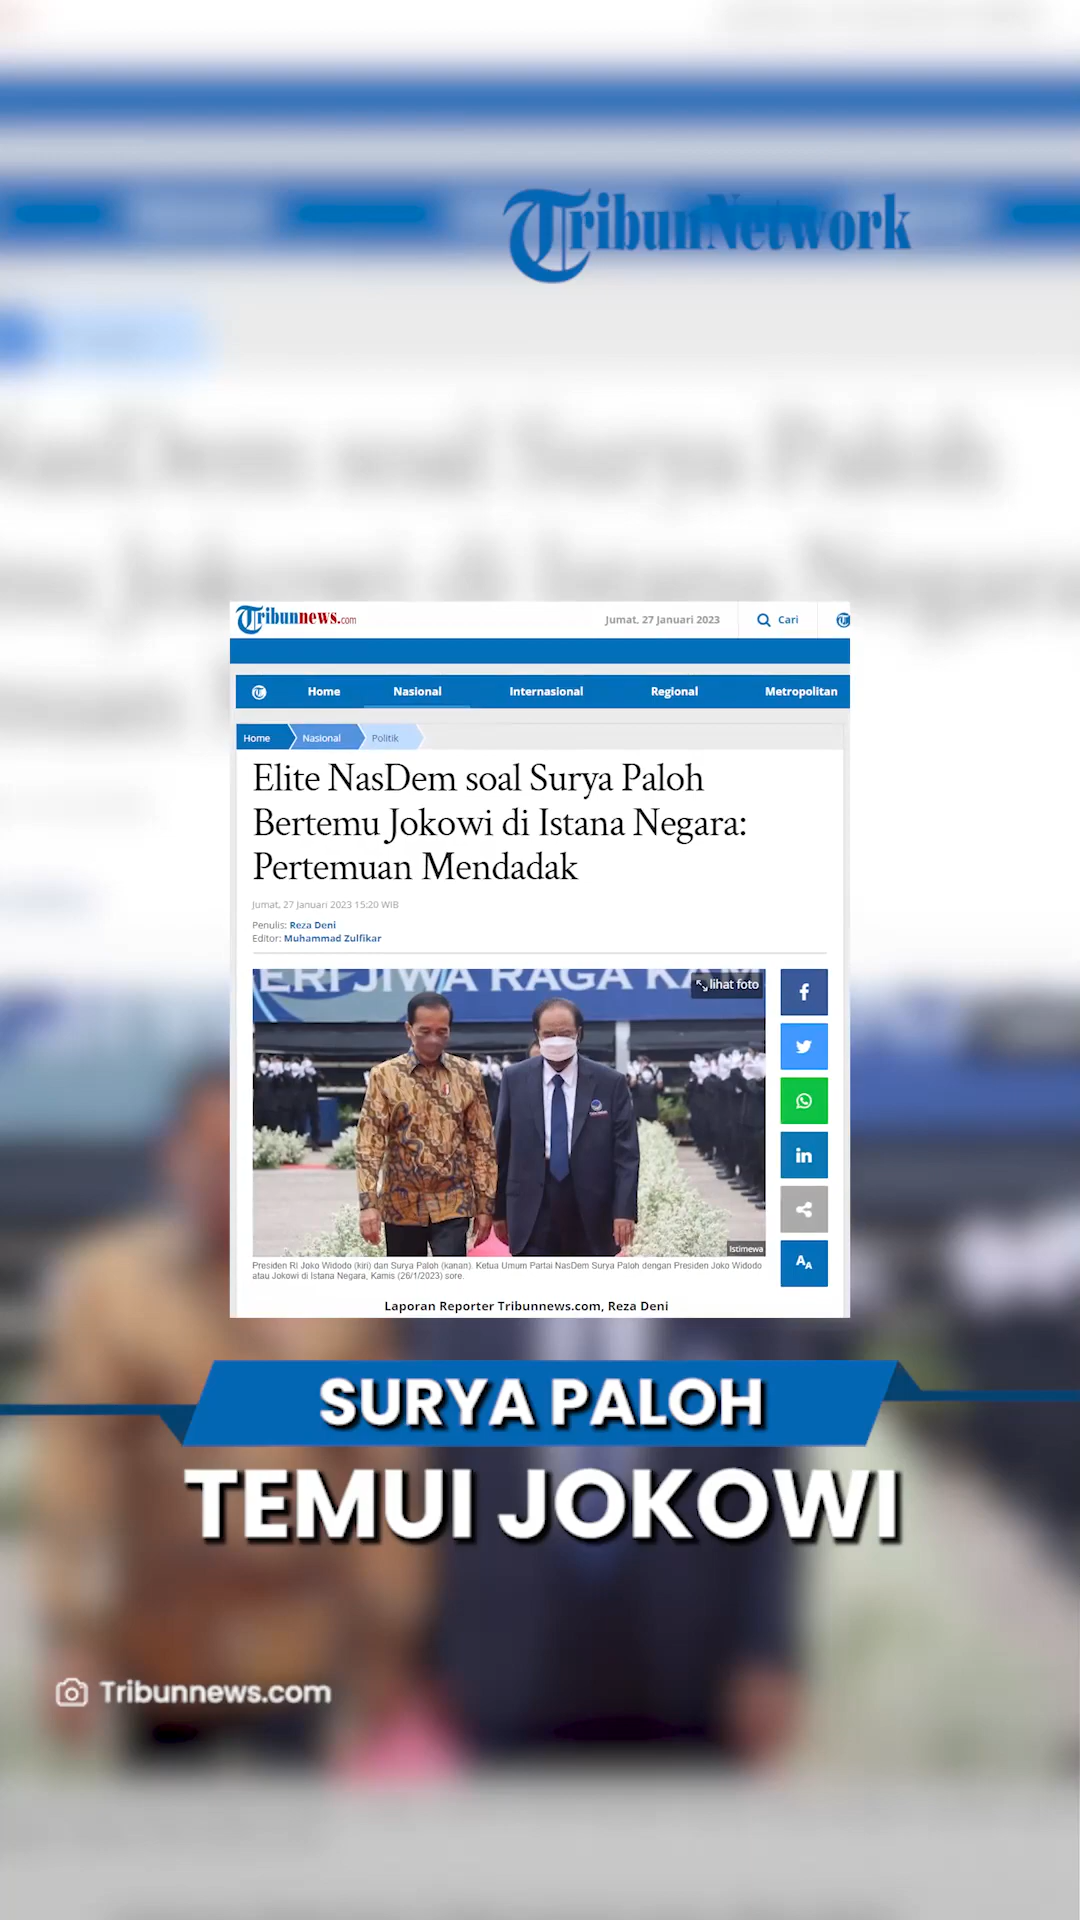 TribunNetwork
Tribunnews.com
Jumat, 27 Januari 2023
Cari
Home
Nasional
Internasional
Regional
Metropolitan
Home
Nasional
Politik
Elite NasDem soal Surya Paloh
Bertemu Jokowi di Istana Negara:
Pertemuan Mendadak
Jumat, 27 Januari 2023 15:20 WIB
Penulis: Reza Deni
Editor: Muhammad Zulfikar
ERI JIWA RAGA KAM
lihat foto
Istimewa
Presiden RI Joko Widodo (kiri) dan Surya Paloh (kanan). Ketua Umum Partai NasDem Surya Paloh dengan Presiden Joko Widodo
atau Jokowi di Istana Negara, Kamis (26/1/2023) sore.
Laporan Reporter Tribunnews.com, Reza Deni
SURYA PALOH
TEMUI JOKOWI
Tribunnews.com